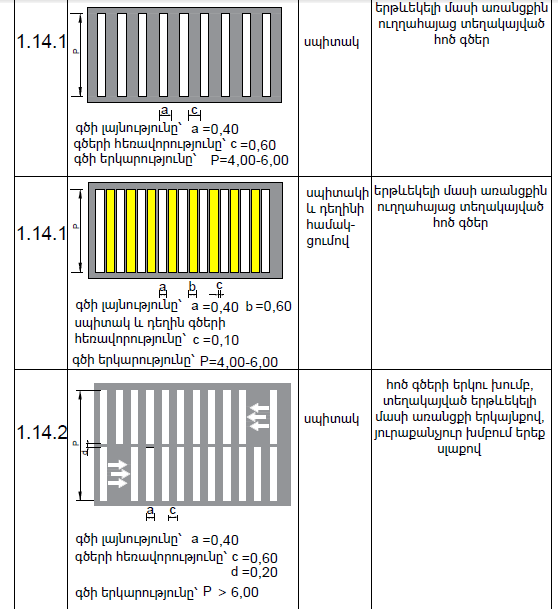 1.14.1
P
a c
գծի լայնությունը՝ a =0,40
գծերի հեռավորությունը՝ c =0,60
գծի երկարությունը՝ P=4,00-6,00
սպիտակ
երթևեկելի մասի առանցքին
ուղղահայաց տեղակայված
հոծ գծեր
1.14.1
P
a b c
գծի լայնությունը՝ a =0,40 b =0,60
սպիտակ և դեղին գծերի
հեռավորությունը՝ c =0,10
գծի երկարությունը՝ P=4,00-6,00
սպիտակի
և դեղինի
համակ-
ցումով
երթևեկելի մասի առանցքին
ուղղահայաց տեղակայված
հոծ գծեր
1.14.2
P
d
a c
գծի լայնությունը՝ a =0,40
գծերի հեռավորությունը՝ c =0,60
d =0,20
գծի երկարությունը՝ P > 6,00
սպիտակ
հոծ գծերի երկու խումբ,
տեղակայված երթևեկելի
մասի առանցքի երկայնքով,
յուրաքանչյուր խմբում երեք
սլաքով